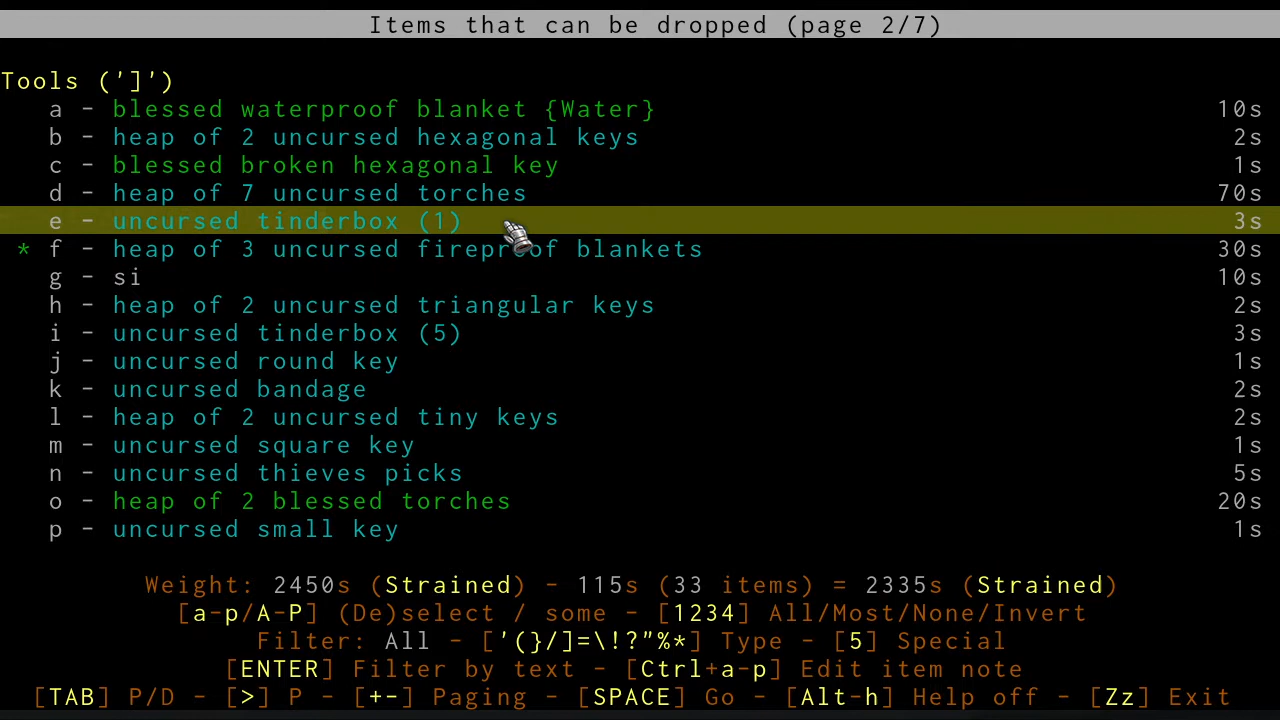 Items that can be dropped (page 2/7)
Tools (']')
a - blessed waterproof blanket {Water} 10s
b - heap of 2 uncursed hexagonal keys 2s
c - blessed broken hexagonal key 1s
d - heap of 7 uncursed torches 70s
e - uncursed tinderbox (1) 3s
* f - heap of 3 uncursed fireproof blankets 30s
g - si 10s
h - heap of 2 uncursed triangular keys 2s
i - uncursed tinderbox (5) 3s
j - uncursed round key 1s
k - uncursed bandage 2s
l - heap of 2 uncursed tiny keys 2s
m - uncursed square key 1s
n - uncursed thieves picks 5s
o - heap of 2 blessed torches 20s
p - uncursed small key 1s
Weight: 2450s (Strained) - 115s (33 items) = 2335s (Strained)
[a-p/A-P] (De)select / some - [1234] All/Most/None/Invert
Filter: All - ['(}/]=\!?"%*] Type - [5] Special
[ENTER] Filter by text - [Ctrl+a-p] Edit item note
[TAB] P/D - [>] P - [+-] Paging - [SPACE] Go - [Alt-h] Help off - [Zz] Exit